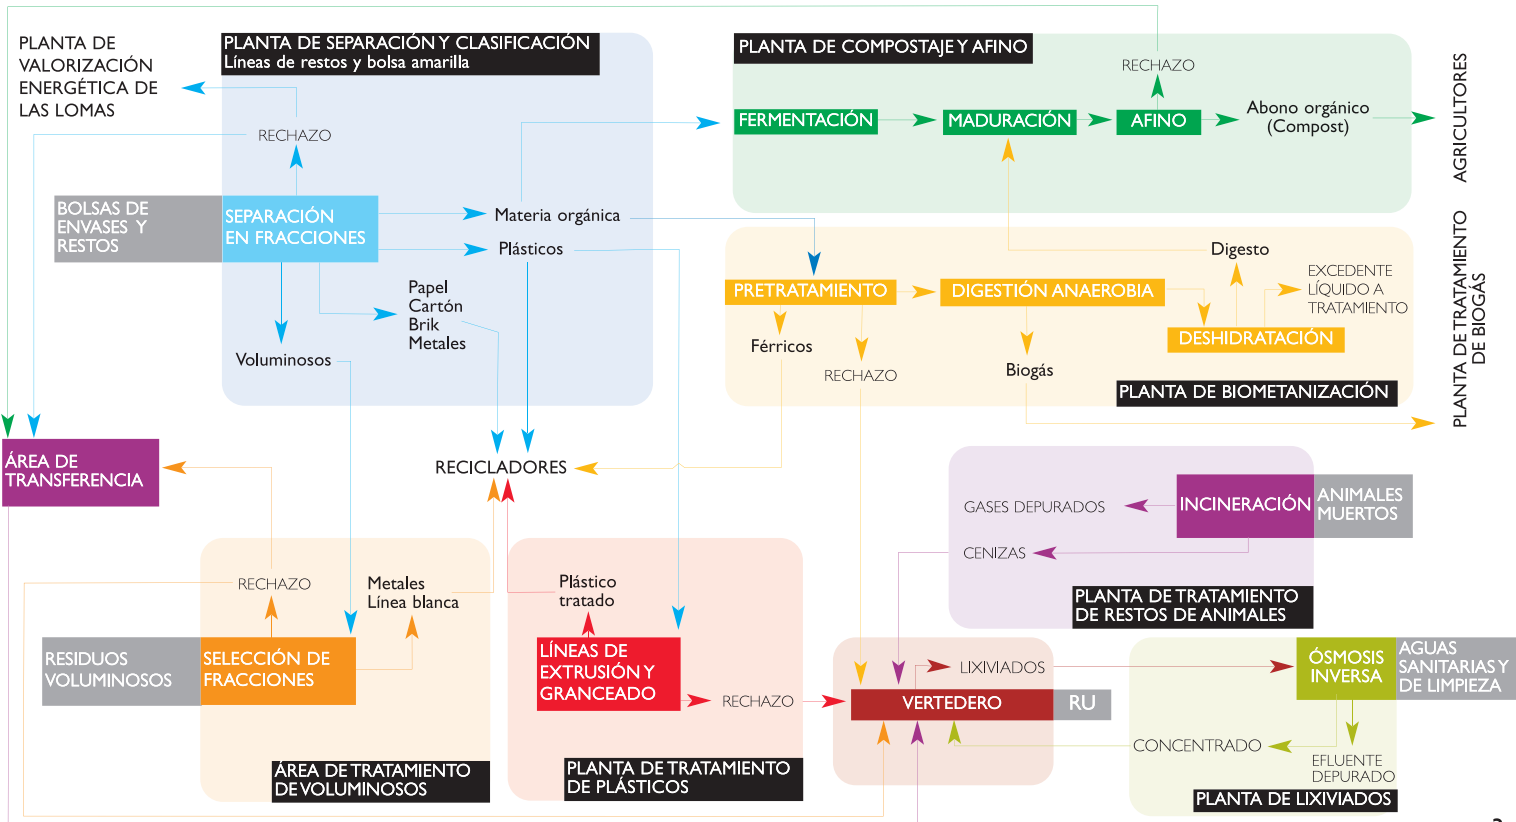 PLANTA DE
VALORIZACIÓN
ENERGÉTICA DE
LAS LOMAS
PLANTA DE SEPARACIÓN Y CLASIFICACIÓN
Líneas de restos y bolsa amarilla
RECHAZO
BOLSAS DE
ENVASES Y
RESTOS
SEPARACIÓN
EN FRACCIONES
Materia orgánica
Plásticos
Papel
Cartón
Brik
Metales
Voluminosos
PLANTA DE COMPOSTAJE Y AFINO
RECHAZO
FERMENTACIÓN
MADURACIÓN
AFINO
Abono orgánico
(Compost)
AGRICULTORES
PRETRATAMIENTO
DIGESTIÓN ANAEROBIA
Digesto
EXCEDENTE
LÍQUIDO A
TRATAMIENTO
DESHIDRATACIÓN
Férricos
RECHAZO
Biogás
PLANTA DE BIOMETANIZACIÓN
PLANTA DE TRATAMIENTO
DE BIOGÁS
ÁREA DE
TRANSFERENCIA
RECICLADORES
GASES DEPURADOS
INCINERACIÓN
ANIMALES
MUERTOS
CENIZAS
PLANTA DE TRATAMIENTO
DE RESTOS DE ANIMALES
RECHAZO
Metales
Línea blanca
RESIDUOS
VOLUMINOSOS
SELECCIÓN DE
FRACCIONES
ÁREA DE TRATAMIENTO
DE VOLUMINOSOS
Plástico
tratado
LÍNEAS DE
EXTRUSIÓN Y
GRANCEADO
RECHAZO
PLANTA DE TRATAMIENTO
DE PLÁSTICOS
LIXIVIADOS
VERTEDERO
RU
ÓSMOSIS
INVERSA
AGUAS
SANITARIAS Y
DE LIMPIEZA
CONCENTRADO
EFLUENTE
DEPURADO
PLANTA DE LIXIVIADOS